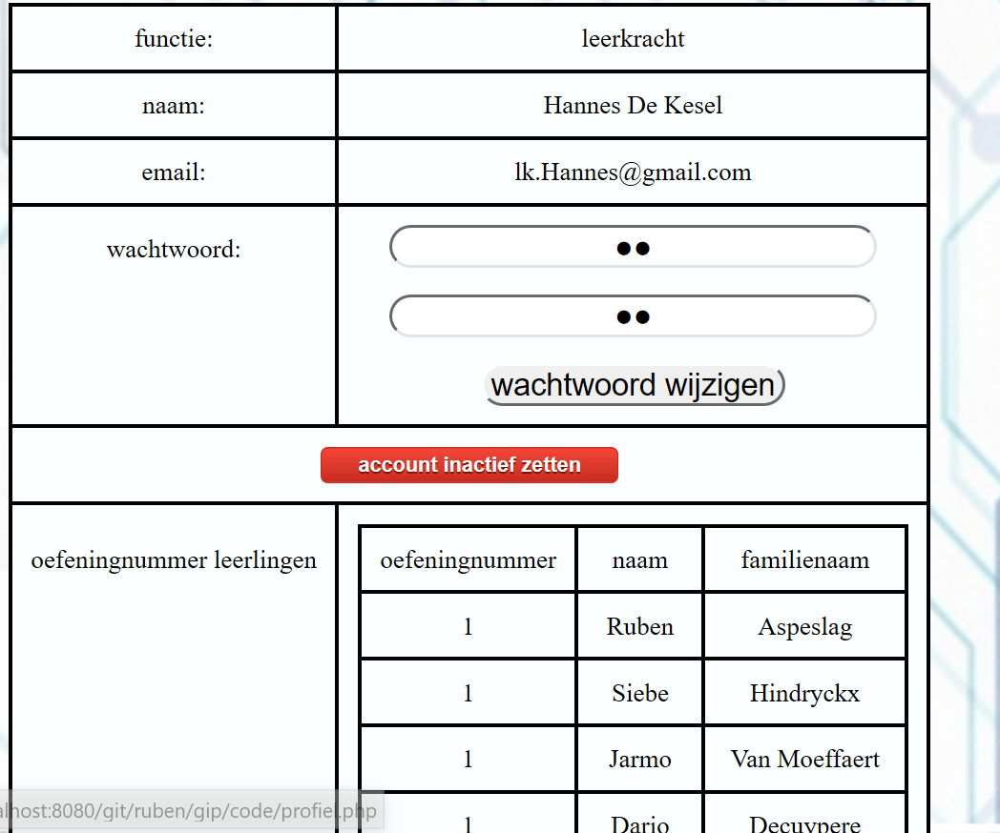 functie: leerkracht
naam: Hannes De Kesel
email: lk.Hannes@gmail.com
wachtwoord: ●●
●●
wachtwoord wijzigen
account inactief zetten
oefeningnummer leerlingen
oefeningnummer naam familienaam
1 Ruben Aspeslag
1 Siebe Hindryckx
1 Jarmo Van Moeffaert
1 Dario Decuypere
alhost:8080/git/ruben/gip/code/profiel.php